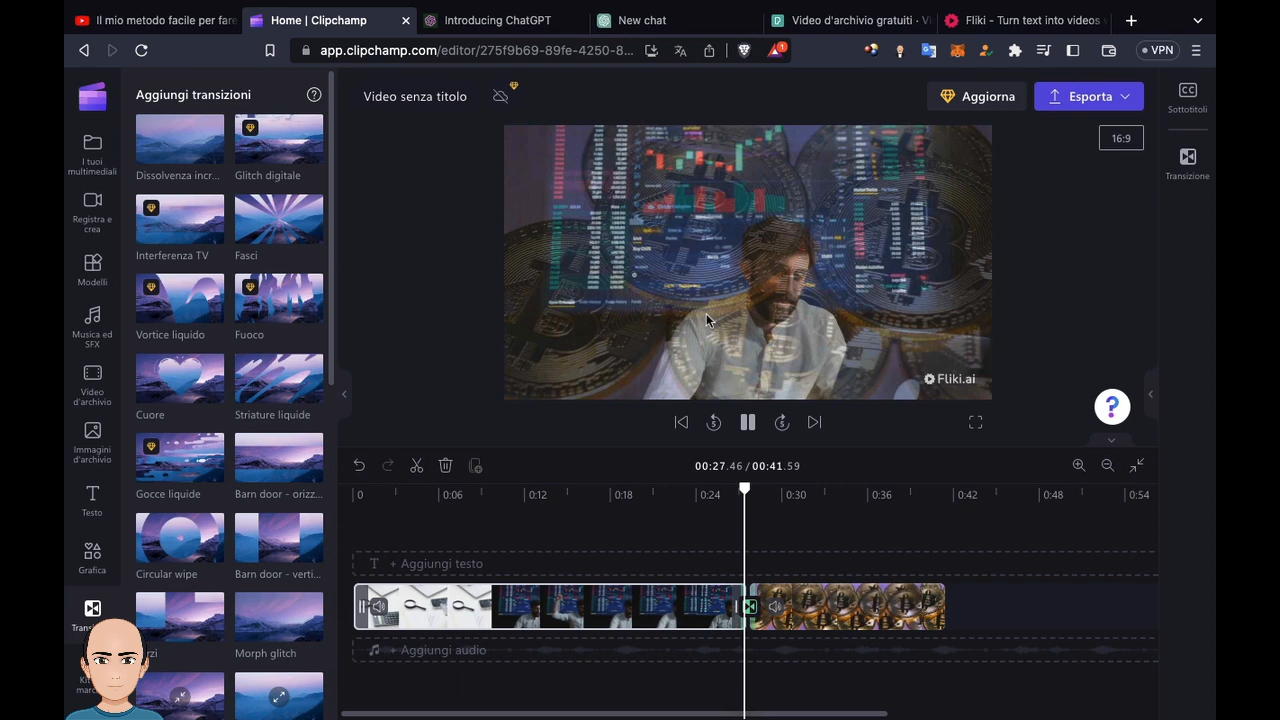 Il mio metodo facile per fare
Home | Clipchamp
Introducing ChatGPT
New chat
Video d'archivio gratuiti · Vi
Fliki - Turn text into videos
app.clipchamp.com/editor/275f9b69-89fe-4250-8...
1
VPN
Aggiungi transizioni
Video senza titolo
Aggiorna
Esporta
16:9
Sottotitoli
Transizione
I tuoi
multimediali
Registra e
crea
Modelli
Musica ed
SFX
Video
d'archivio
Immagini
d'archivio
Testo
Grafica
Dissolvenza incr...
Glitch digitale
Interferenza TV
Fasci
Vortice liquido
Fuoco
Cuore
Striature liquide
Gocce liquide
Barn door - orizz...
Circular wipe
Barn door - verti...
Morph glitch
Fliki.ai
5
5
00:27.46 / 00:41.59
0
0:06
0:12
0:18
0:24
0:30
0:36
0:42
0:48
0:54
T + Aggiungi testo
+ Aggiungi audio